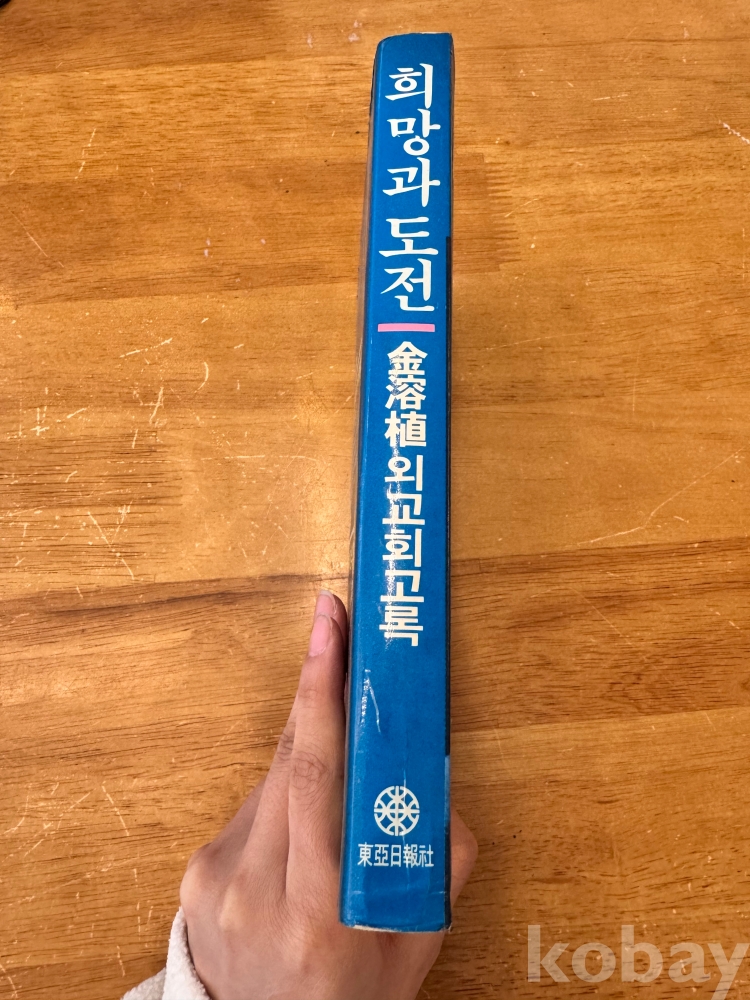 희망과 도전
金溶植 외교회고록
東亞日報社
kobay